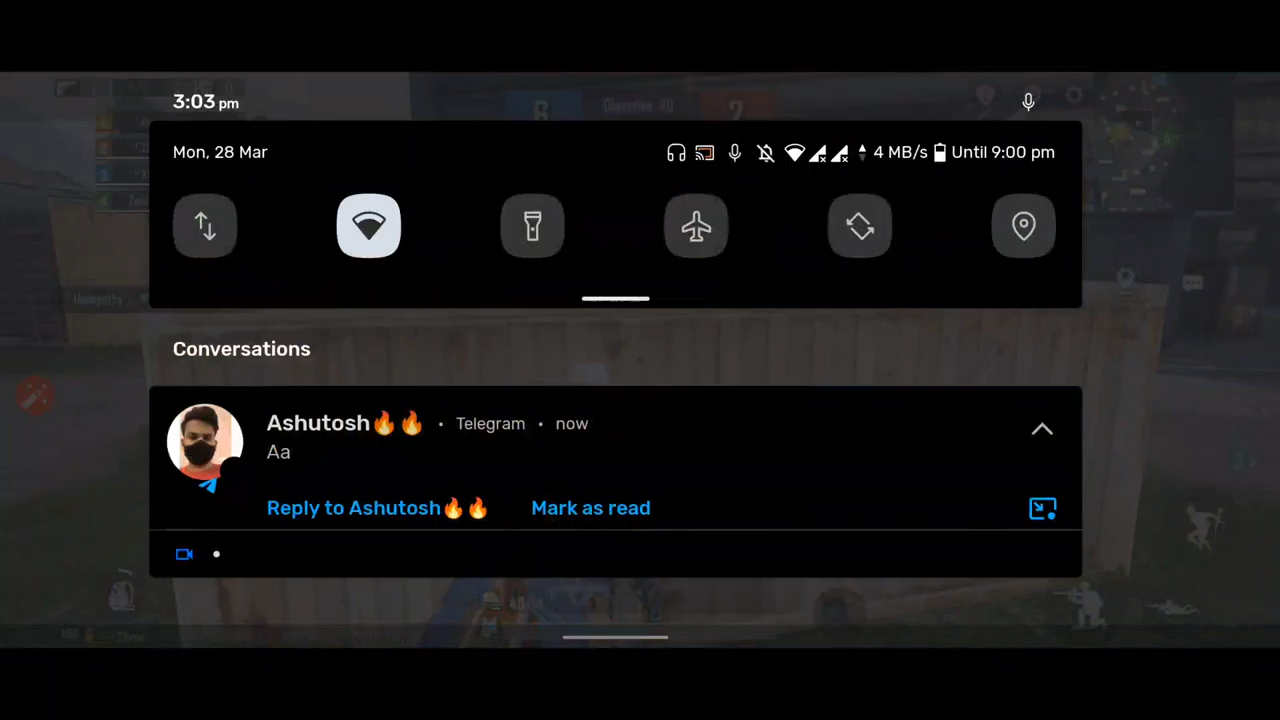 3:03 pm
Mon, 28 Mar
4 MB/s Until 9:00 pm
Conversations
Ashutosh🔥🔥 • Telegram • now
Aa
Reply to Ashutosh🔥🔥 Mark as read